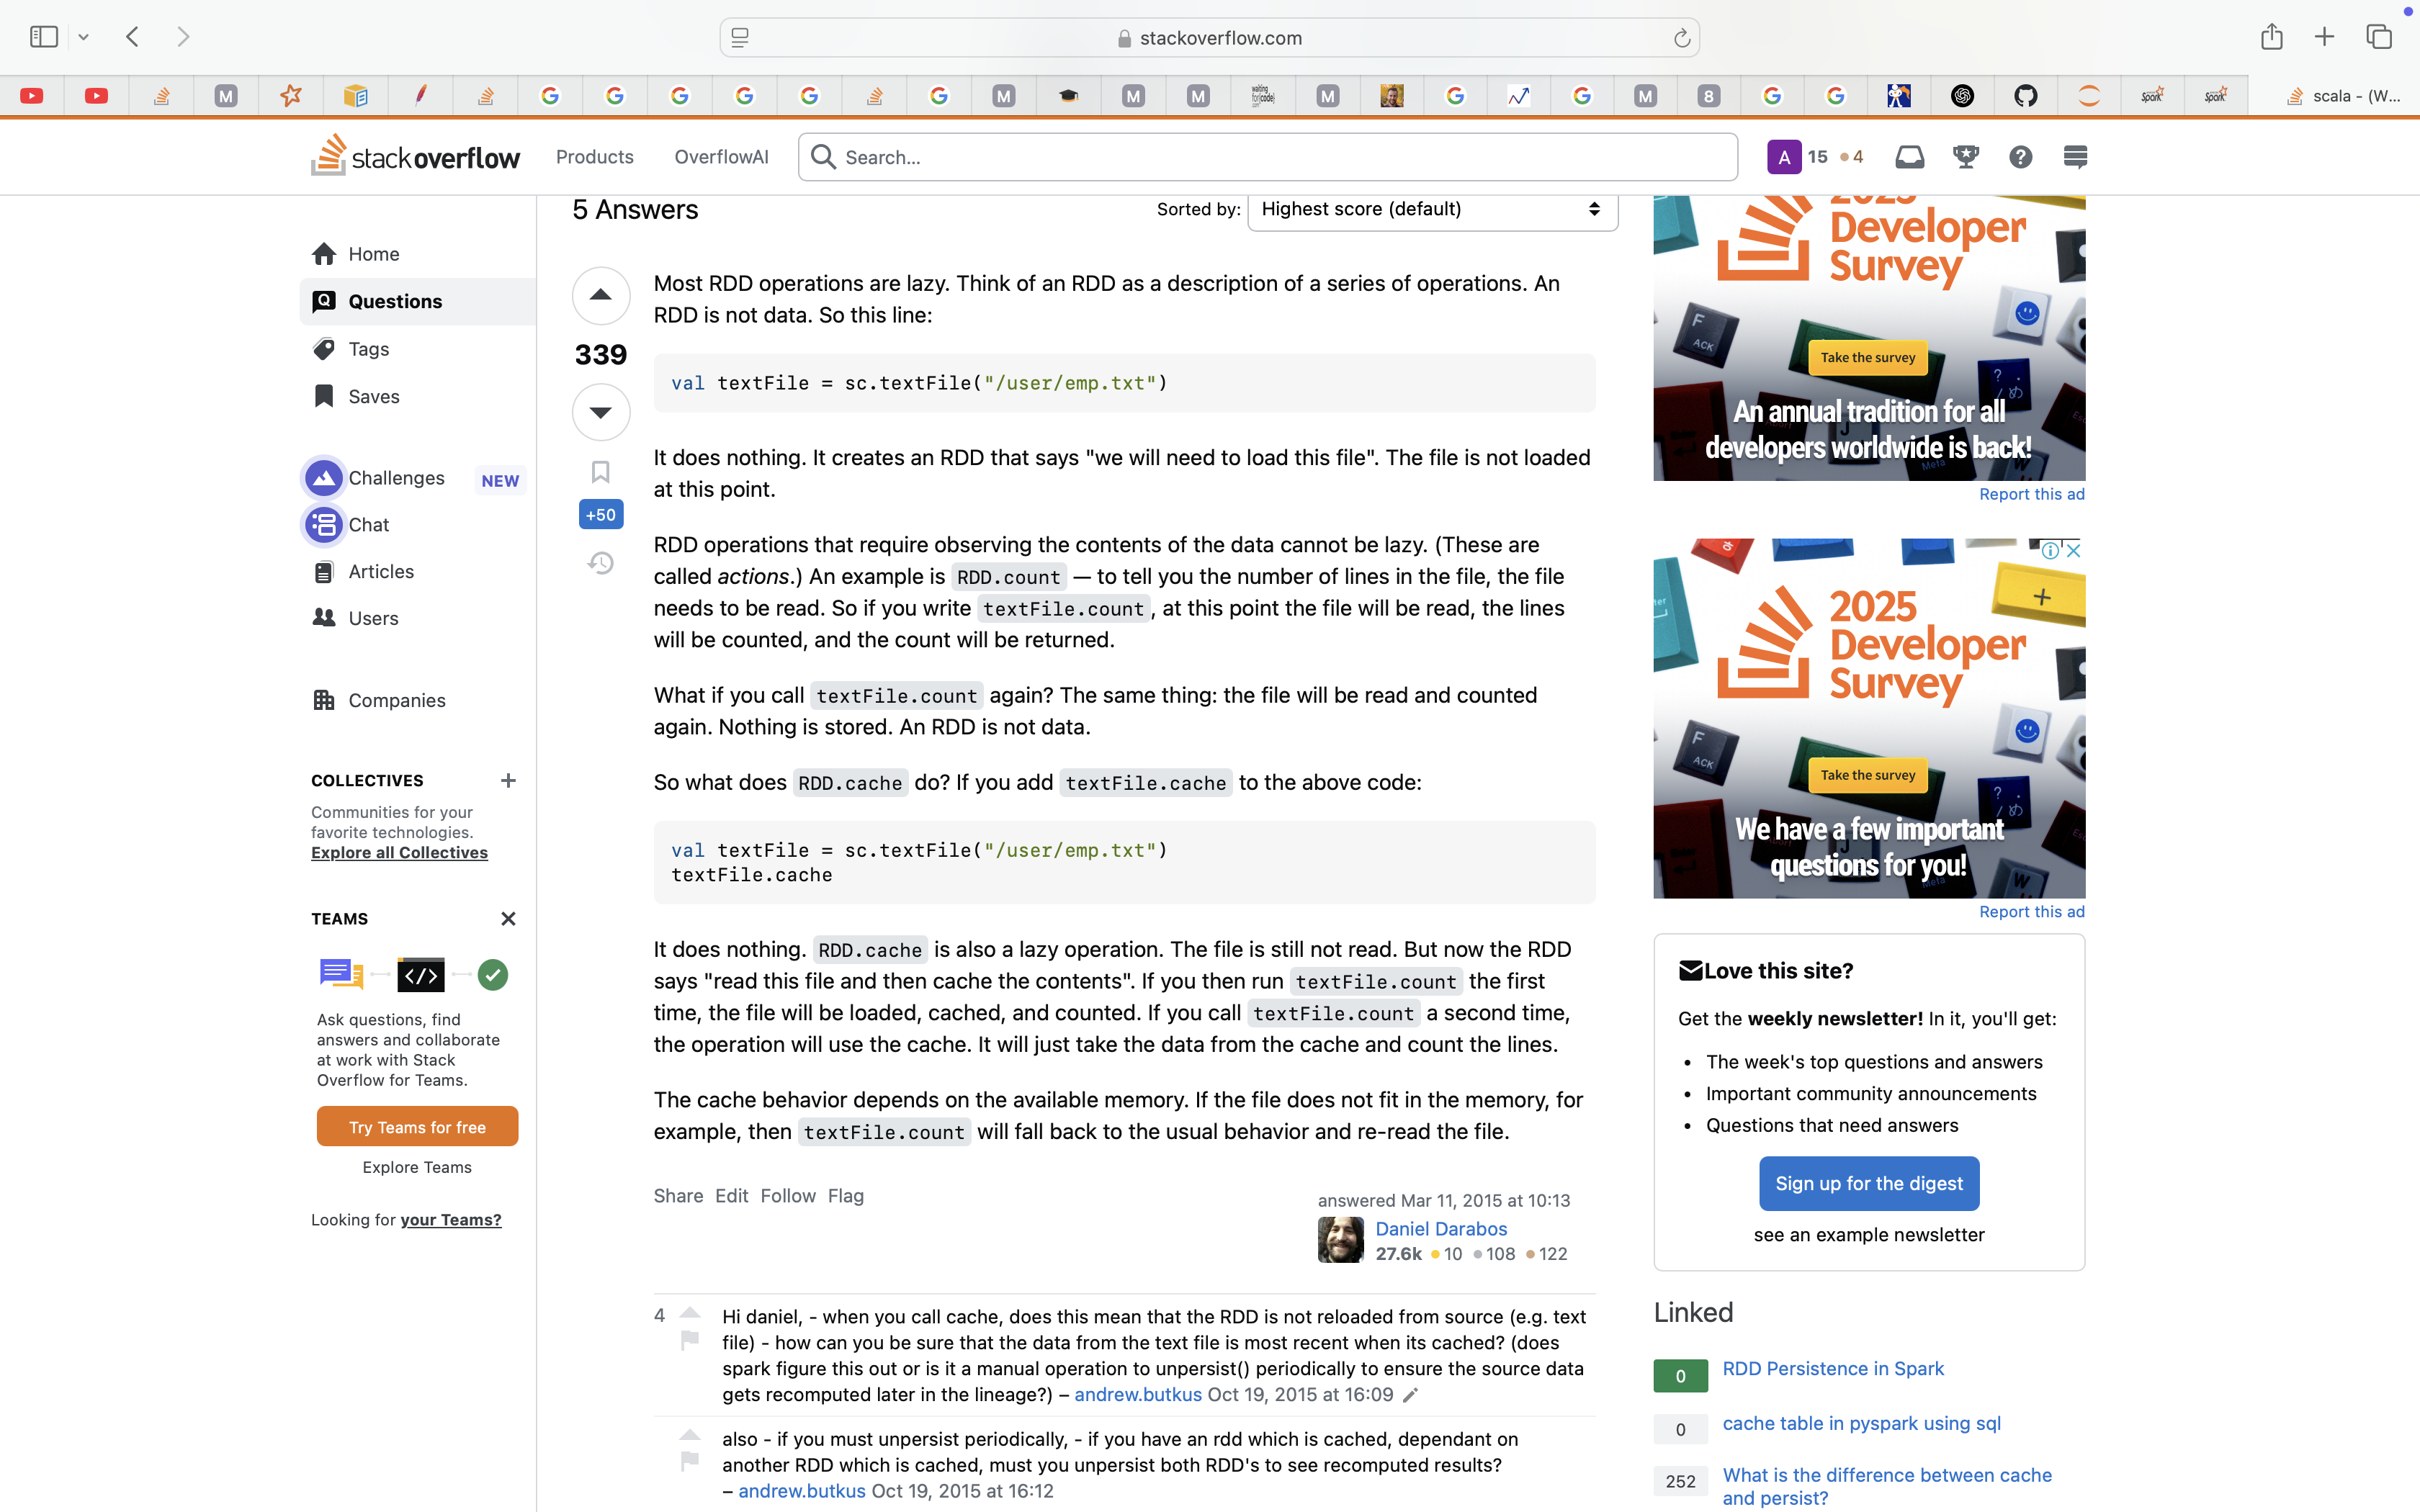 stackoverflow.com
M
M
M
M
waiting
for(code)
M
M
8
Spark
Spark
scala - (W...
stackoverflow
Products
OverflowAI
Search...
A
15
4
Home
Questions
Tags
Saves
Challenges
NEW
Chat
Articles
Users
Companies
COLLECTIVES
Communities for your
favorite technologies.
Explore all Collectives
TEAMS
Ask questions, find
answers and collaborate
at work with Stack
Overflow for Teams.
Try Teams for free
Explore Teams
Looking for your Teams?
5 Answers
Sorted by:
Highest score (default)
339
+50
Most RDD operations are lazy. Think of an RDD as a description of a series of operations. An
RDD is not data. So this line:
val textFile = sc.textFile("/user/emp.txt")
It does nothing. It creates an RDD that says "we will need to load this file". The file is not loaded
at this point.
RDD operations that require observing the contents of the data cannot be lazy. (These are
called actions.) An example is RDD.count — to tell you the number of lines in the file, the file
needs to be read. So if you write textFile.count, at this point the file will be read, the lines
will be counted, and the count will be returned.
What if you call textFile.count again? The same thing: the file will be read and counted
again. Nothing is stored. An RDD is not data.
So what does RDD.cache do? If you add textFile.cache to the above code:
val textFile = sc.textFile("/user/emp.txt")
textFile.cache
It does nothing. RDD.cache is also a lazy operation. The file is still not read. But now the RDD
says "read this file and then cache the contents". If you then run textFile.count the first
time, the file will be loaded, cached, and counted. If you call textFile.count a second time,
the operation will use the cache. It will just take the data from the cache and count the lines.
The cache behavior depends on the available memory. If the file does not fit in the memory, for
example, then textFile.count will fall back to the usual behavior and re-read the file.
Share Edit Follow Flag
answered Mar 11, 2015 at 10:13
Daniel Darabos
27.6k 10 108 122
4
Hi daniel, - when you call cache, does this mean that the RDD is not reloaded from source (e.g. text
file) - how can you be sure that the data from the text file is most recent when its cached? (does
spark figure this out or is it a manual operation to unpersist() periodically to ensure the source data
gets recomputed later in the lineage?) – andrew.butkus Oct 19, 2015 at 16:09
also - if you must unpersist periodically, - if you have an rdd which is cached, dependant on
another RDD which is cached, must you unpersist both RDD's to see recomputed results?
– andrew.butkus Oct 19, 2015 at 16:12
2025
Developer
Survey
F
ACK
Take the survey
An annual tradition for all
developers worldwide is back!
Meta
Report this ad
2025
Developer
Survey
F
ACK
Take the survey
We have a few important
questions for you!
Meta
Report this ad
Love this site?
Get the weekly newsletter! In it, you'll get:
• The week's top questions and answers
• Important community announcements
• Questions that need answers
Sign up for the digest
see an example newsletter
Linked
0
RDD Persistence in Spark
0
cache table in pyspark using sql
252
What is the difference between cache
and persist?